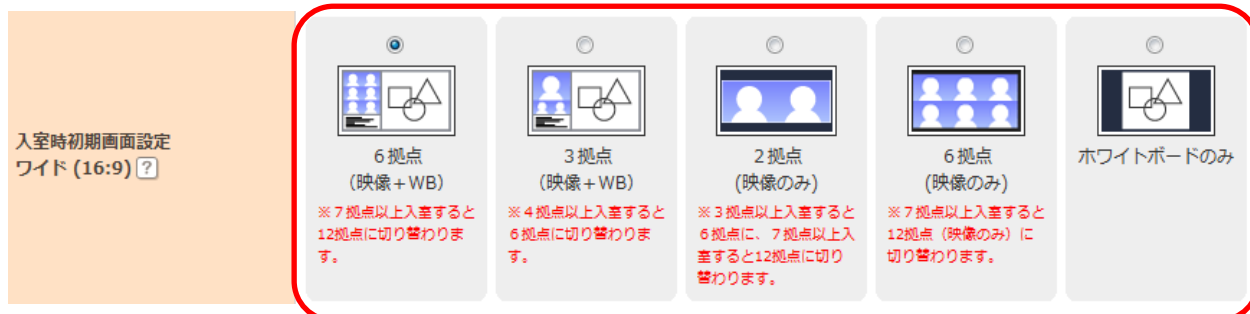 入室時初期画面設定
ワイド (16:9) ?
6拠点
(映像+WB)
※7拠点以上入室すると
12拠点に切り替わりま
す。
3拠点
(映像+WB)
※4拠点以上入室すると
6拠点に切り替わりま
す。
2拠点
(映像のみ)
※3拠点以上入室すると
6拠点に、7拠点以上入
室すると12拠点に切り
替わります。
6拠点
(映像のみ)
※7拠点以上入室すると
12拠点（映像のみ）に
切り替わります。
ホワイトボードのみ